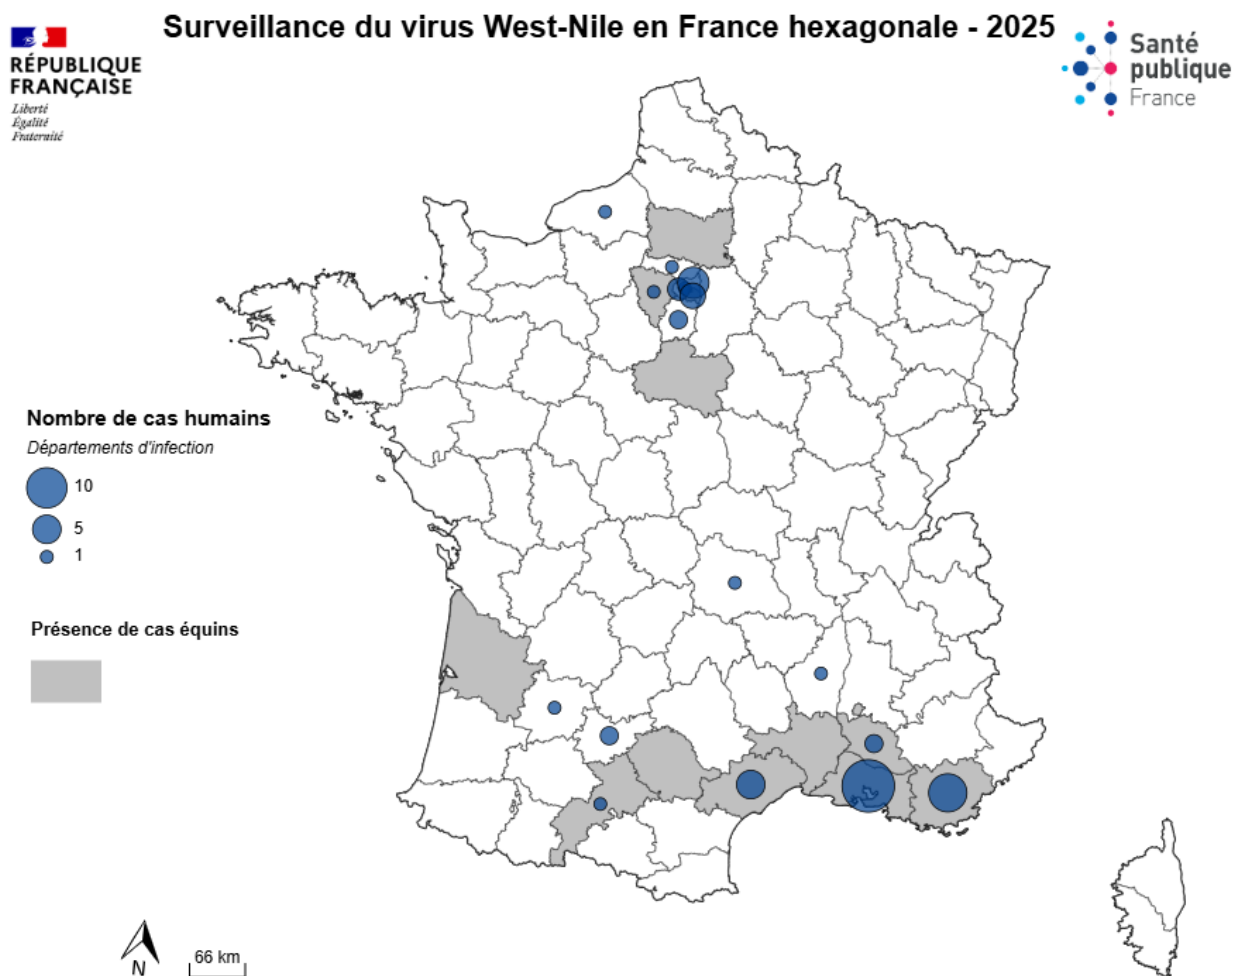 Surveillance du virus West-Nile en France hexagonale - 2025
RÉPUBLIQUE
FRANÇAISE
Liberté
Égalité
Fraternité
Santé
publique
France
Nombre de cas humains
Départements d'infection
10
5
1
Présence de cas équins
N
66 km